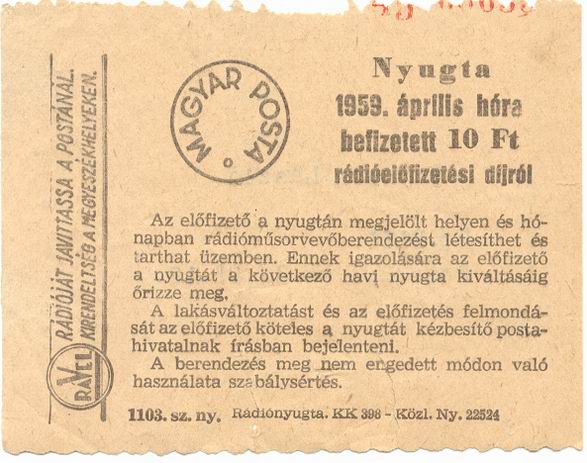 Nyugta
1959. április hóra
befizetett 10 Ft
rádióelőfizetési díjról
MAGYAR POSTA
RÁDIÓJÁT JAVITTASSA A POSTÁNÁL.
KIRENDELTSÉG A MEGYESZÉKHELYEKEN.
RAVEL
Az előfizető a nyugtán megjelölt helyen és hó-
napban rádióműsorvevőberendezést létesíthet és
tarthat üzemben. Ennek igazolására az előfizető
a nyugtát a következő havi nyugta kiváltásáig
őrizze meg.
A lakásváltoztatást és az előfizetés felmondá-
sát az előfizető köteles a nyugtát kézbesítő posta-
hivatalnak írásban bejelenteni.
A berendezés meg nem engedett módon való
használata szabálysértés.
1103. sz. ny. Rádiónyugta. KK 398 - Közl. Ny. 22524